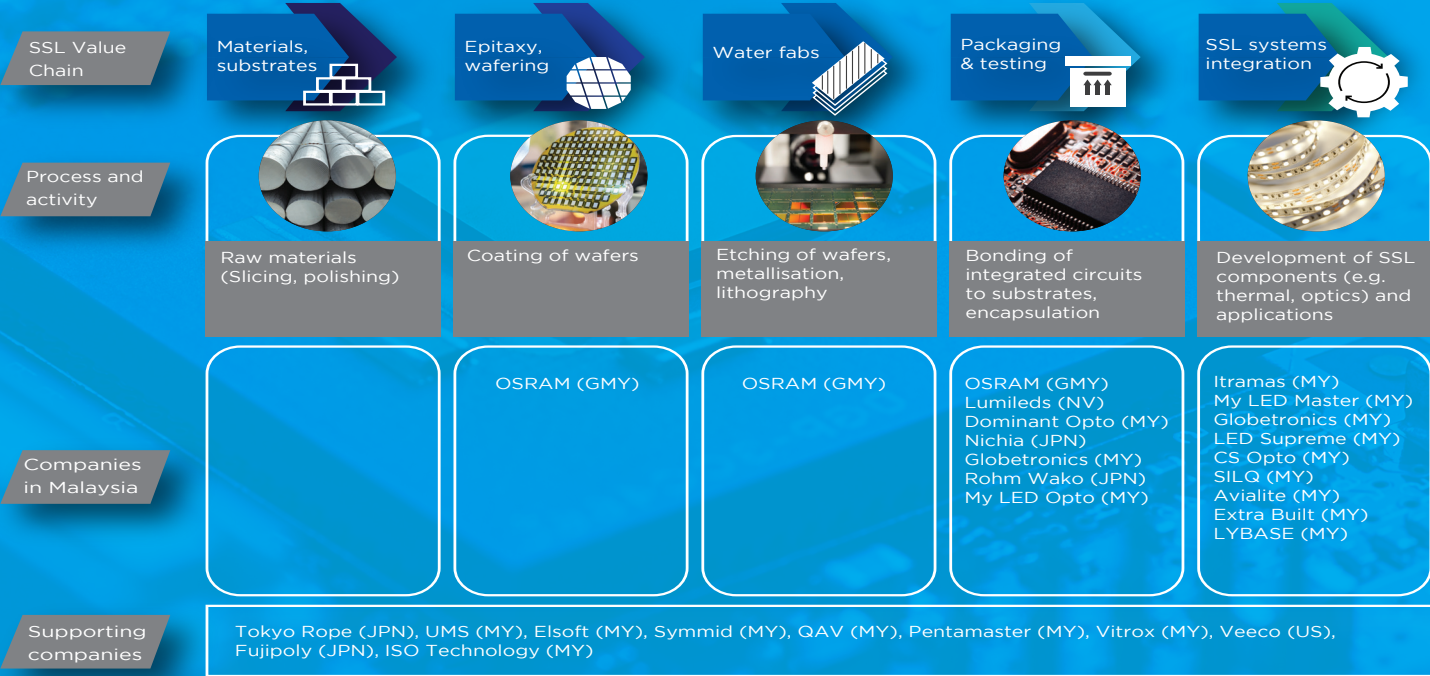 SSL Value
Chain
Materials,
substrates
Epitaxy,
wafering
Water fabs
Packaging
& testing
SSL systems
integration
Process and
activity
Raw materials
(Slicing, polishing)
Coating of wafers
Etching of wafers,
metallisation,
lithography
Bonding of
integrated circuits
to substrates,
encapsulation
Development of SSL
components (e.g.
thermal, optics) and
applications
Companies
in Malaysia
OSRAM (GMY)
OSRAM (GMY)
OSRAM (GMY)
Lumileds (NV)
Dominant Opto (MY)
Nichia (JPN)
Globetronics (MY)
Rohm Wako (JPN)
My LED Opto (MY)
Itramas (MY)
My LED Master (MY)
Globetronics (MY)
LED Supreme (MY)
CS Opto (MY)
SILQ (MY)
Avialite (MY)
Extra Built (MY)
LYBASE (MY)
Supporting
companies
Tokyo Rope (JPN), UMS (MY), Elsoft (MY), Symmid (MY), QAV (MY), Pentamaster (MY), Vitrox (MY), Veeco (US),
Fujipoly (JPN), ISO Technology (MY)